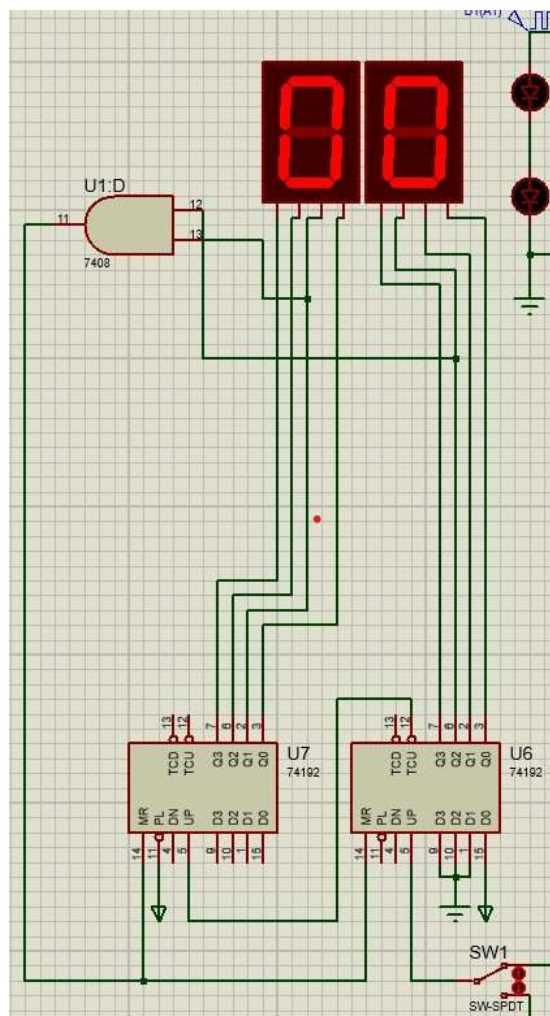 00
U1:D
12
11
13
7408
13
12
7
6
2
3
13
12
7
6
2
3
TCD
TCU
Q3
Q2
Q1
Q0
U7
74192
TCD
TCU
Q3
Q2
Q1
Q0
U6
74192
MR
PL
DN
UP
D3
D2
D1
D0
MR
PL
DN
UP
D3
D2
D1
D0
14
11
4
5
9
10
1
15
14
11
4
5
9
10
1
15
SW1
SW-SPDT